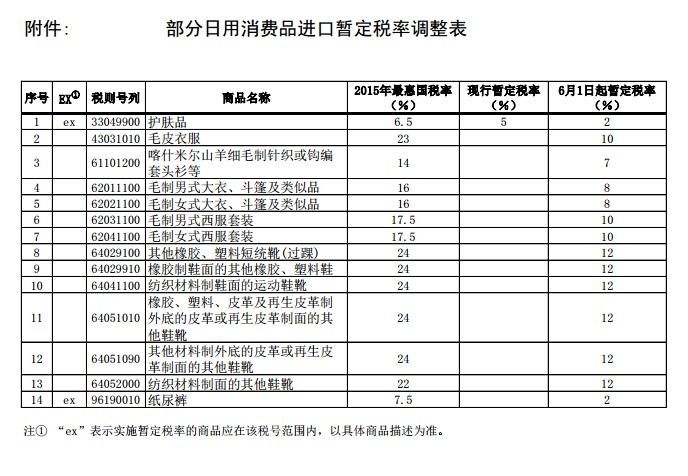 附件:
部分日用消费品进口暂定税率调整表
序号 EX① 税则号列 商品名称 2015年最惠国税率(%) 现行暂定税率(%) 6月1日起暂定税率(%)
1 ex 33049900 护肤品 6.5 5 2
2 43031010 毛皮衣服 23 10
3 61101200 喀什米尔山羊细毛制针织或钩编套头衫等 14 7
4 62011100 毛制男式大衣、斗篷及类似品 16 8
5 62021100 毛制女式大衣、斗篷及类似品 16 8
6 62031100 毛制男式西服套装 17.5 10
7 62041100 毛制女式西服套装 17.5 10
8 64029100 其他橡胶、塑料短统靴(过踝) 24 12
9 64029910 橡胶制鞋面的其他橡胶、塑料鞋 24 12
10 64041100 纺织材料制鞋面的运动鞋靴 24 12
11 64051010 橡胶、塑料、皮革及再生皮革制外底的皮革或再生皮革制面的其他鞋靴 24 12
12 64051090 其他材料制外底的皮革或再生皮革制面的其他鞋靴 24 12
13 64052000 纺织材料制面的其他鞋靴 22 12
14 ex 96190010 纸尿裤 7.5 2
注① “ex”表示实施暂定税率的商品应在该税号范围内，以具体商品描述为准。